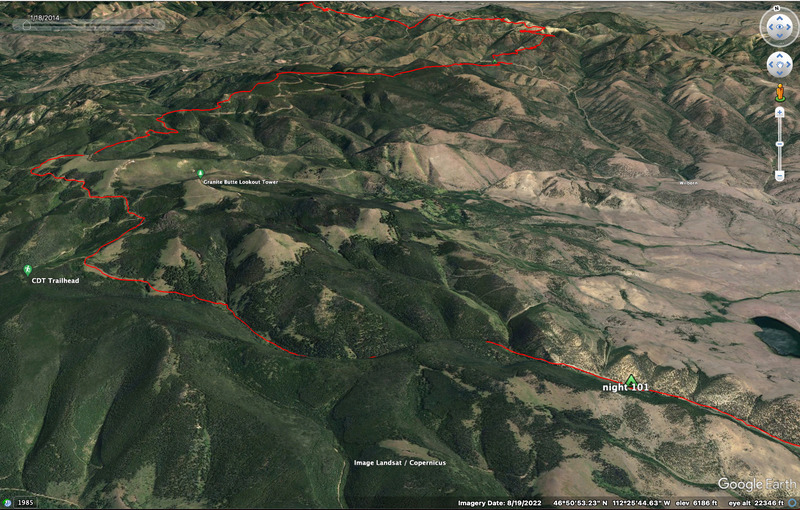 1/18/2014
N
Granite Butte Lookout Tower
CDT Trailhead
night 101
Image Landsat / Copernicus
Google Earth
1985
Imagery Date: 8/19/2022 46°50'53.23" N 112°25'44.63" W elev 6186 ft eye alt 22346 ft